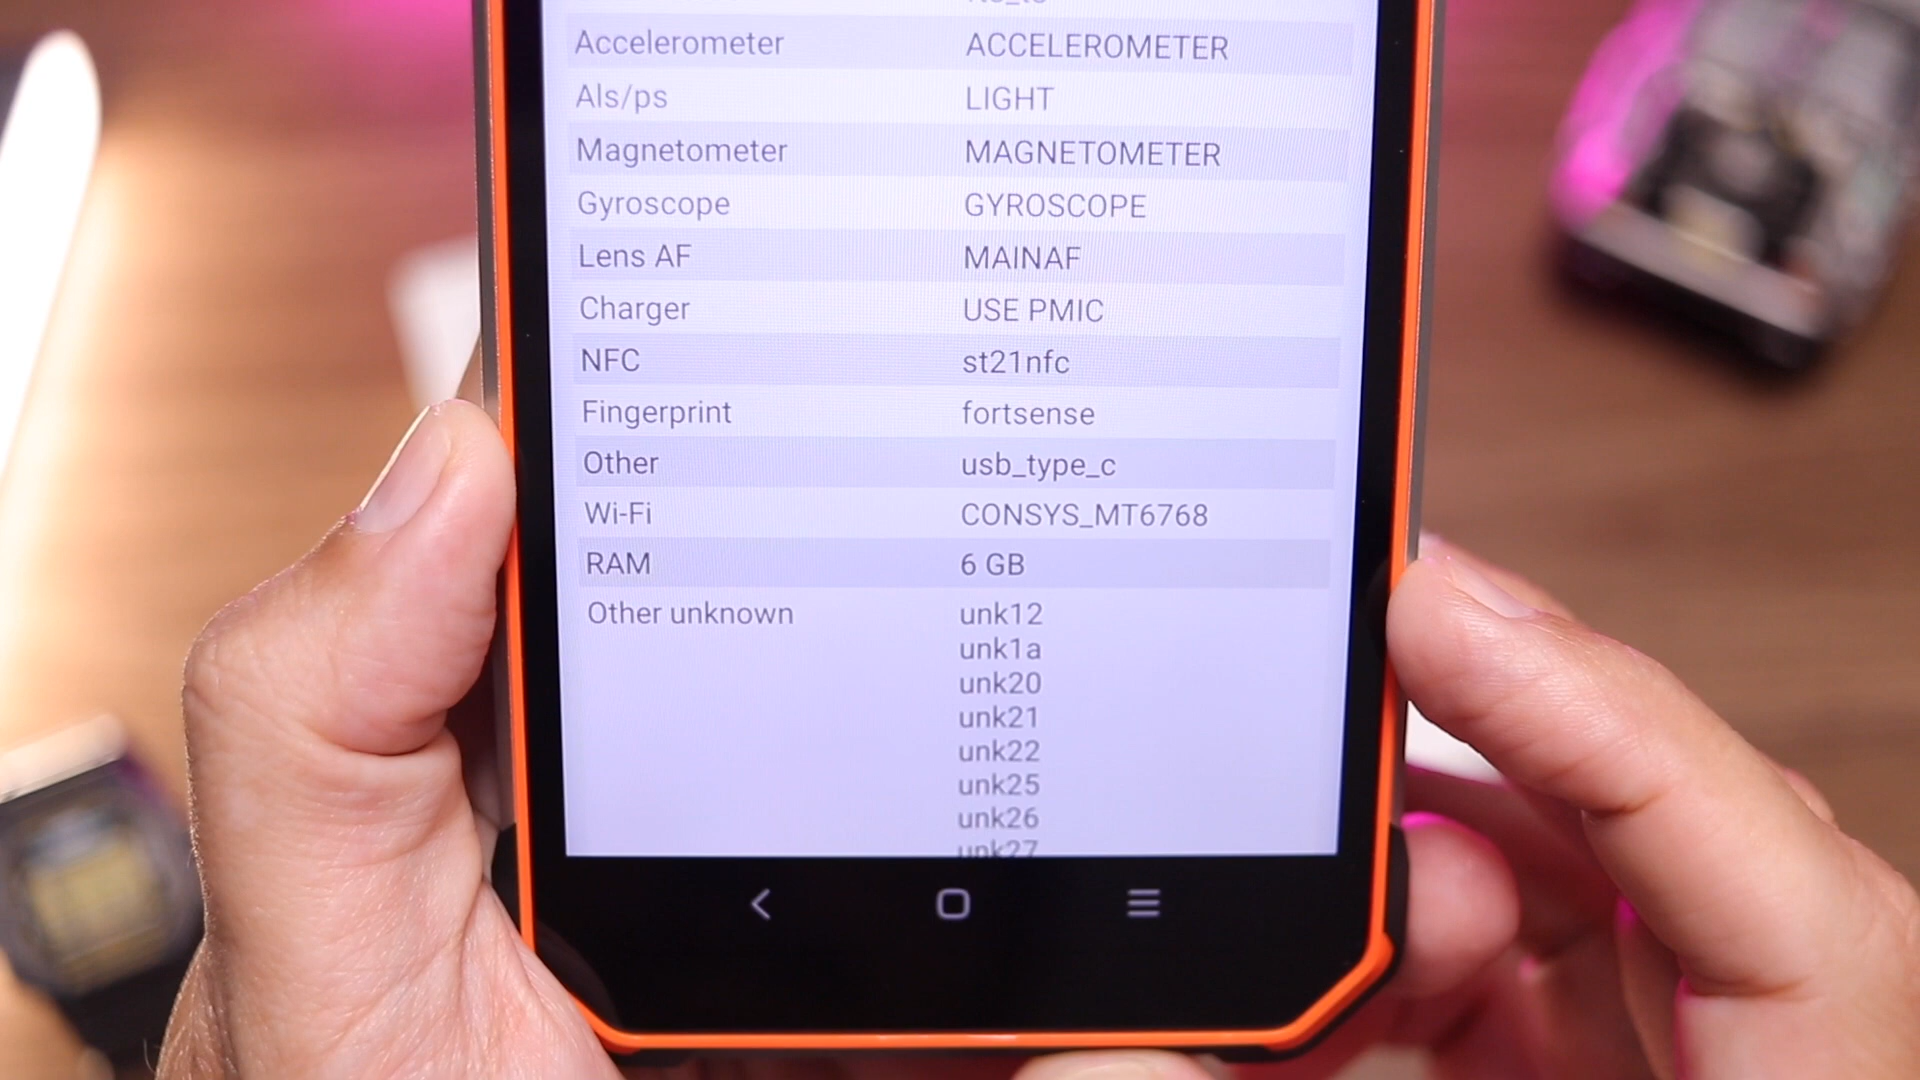 Accelerometer ACCELEROMETER
Als/ps LIGHT
Magnetometer MAGNETOMETER
Gyroscope GYROSCOPE
Lens AF MAINAF
Charger USE PMIC
NFC st21nfc
Fingerprint fortsense
Other usb_type_c
Wi-Fi CONSYS_MT6768
RAM 6 GB
Other unknown unk12
unk1a
unk20
unk21
unk22
unk25
unk26
unk27